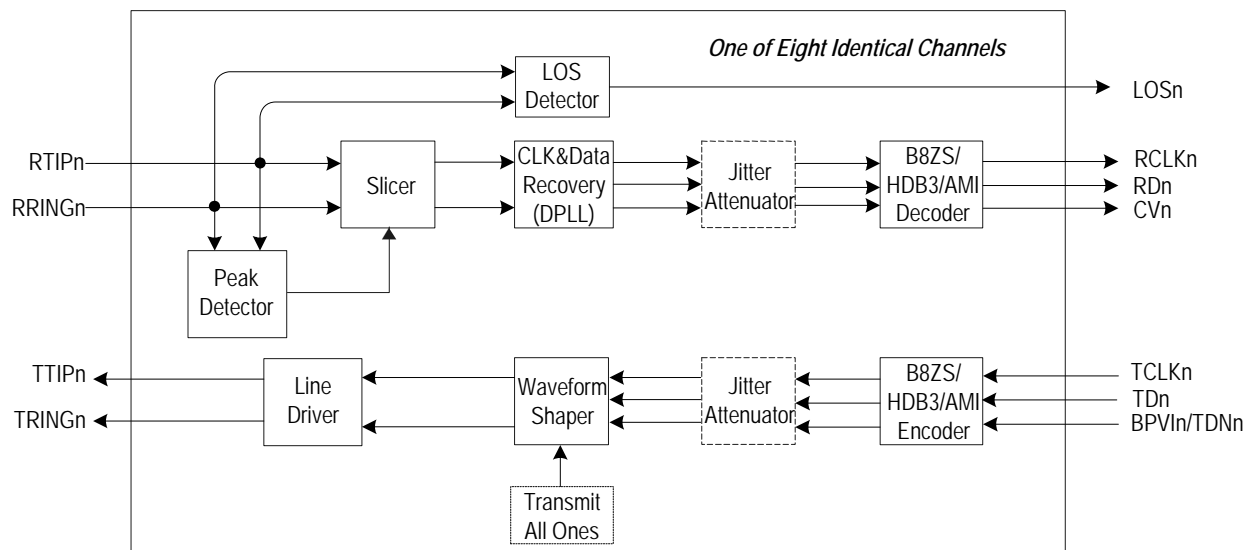 One of Eight Identical Channels
LOS
Detector
LOSn
RTIPn
RRINGn
Slicer
CLK&Data
Recovery
(DPLL)
Jitter
Attenuator
B8ZS/
HDB3/AMI
Decoder
RCLKn
RDn
CVn
Peak
Detector
TTIPn
TRINGn
Line
Driver
Waveform
Shaper
Jitter
Attenuator
B8ZS/
HDB3/AMI
Encoder
TCLKn
TDn
BPVIn/TDNn
Transmit
All Ones